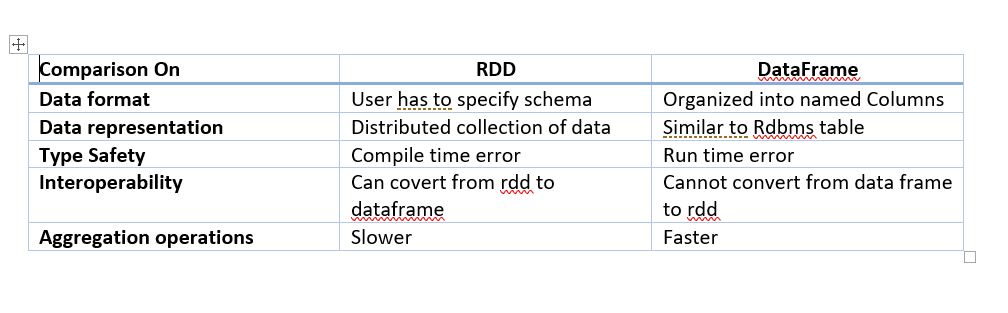 Comparison On RDD DataFrame
Data format User has to specify schema Organized into named Columns
Data representation Distributed collection of data Similar to Rdbms table
Type Safety Compile time error Run time error
Interoperability Can covert from rdd to Cannot convert from data frame
dataframe to rdd
Aggregation operations Slower Faster